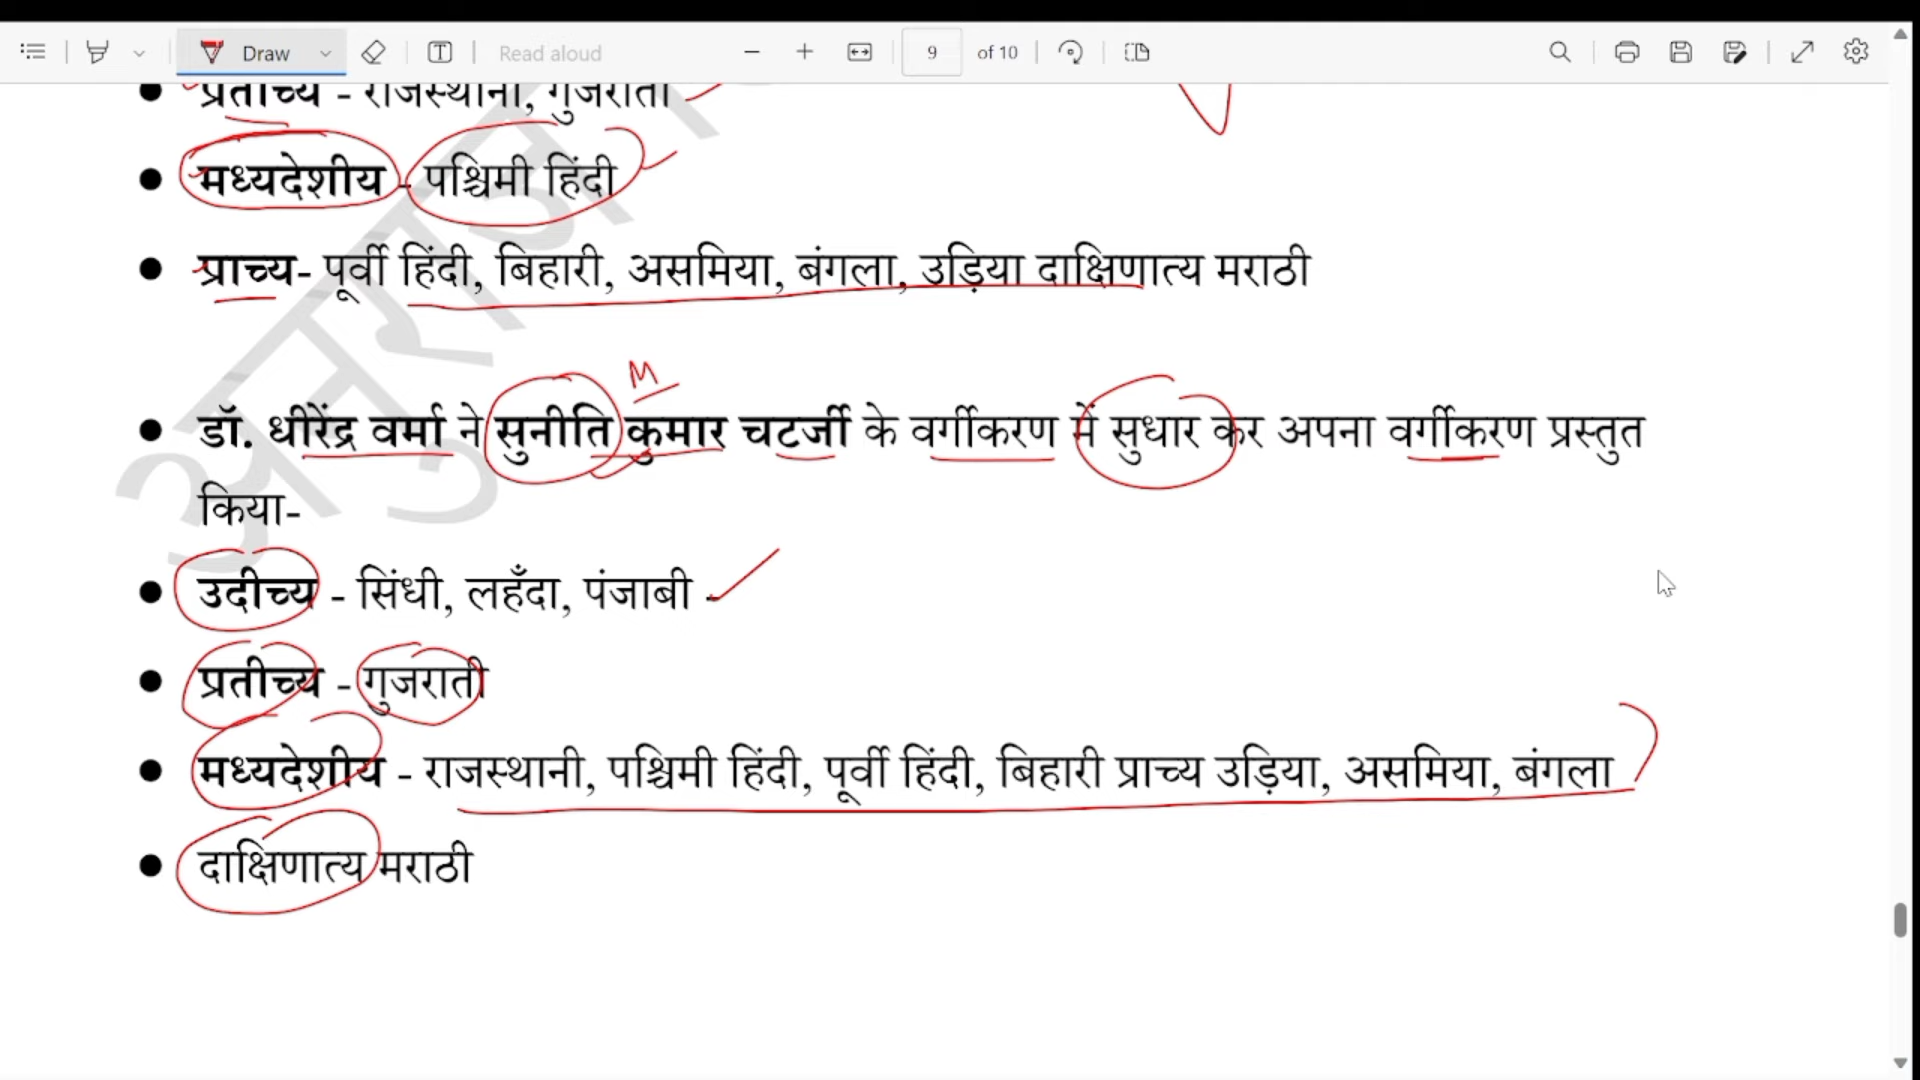 Draw Read aloud 9 of 10
प्रतीच्य - राजस्थानी, गुजराती
मध्यदेशीय - पश्चिमी हिंदी
प्राच्य- पूर्वी हिंदी, बिहारी, असमिया, बंगला, उड़िया दाक्षिणात्य मराठी
M
डॉ. धीरेंद्र वर्मा ने सुनीति कुमार चटर्जी के वर्गीकरण में सुधार कर अपना वर्गीकरण प्रस्तुत
किया-
उदीच्य - सिंधी, लहँदा, पंजाबी -
प्रतीच्य - गुजराती
मध्यदेशीय - राजस्थानी, पश्चिमी हिंदी, पूर्वी हिंदी, बिहारी प्राच्य उड़िया, असमिया, बंगला
दाक्षिणात्य मराठी